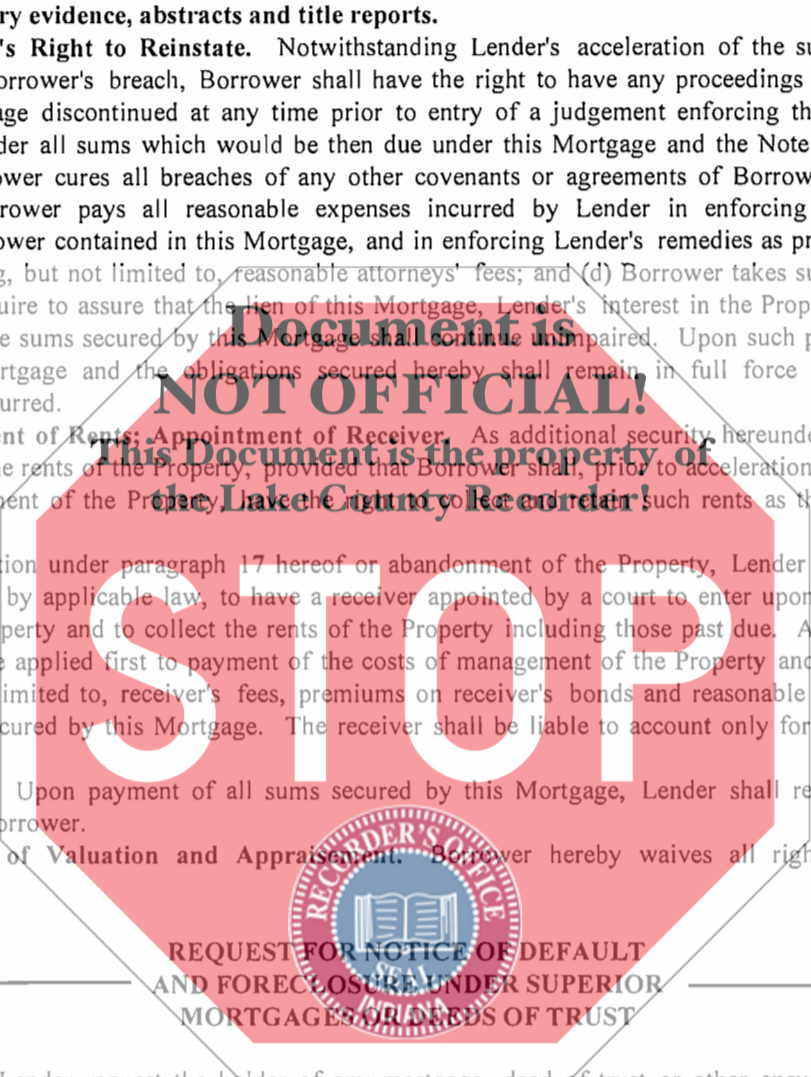 ry evidence, abstracts and title reports.
's Right to Reinstate. Notwithstanding Lender's acceleration of the su
orrower's breach, Borrower shall have the right to have any proceedings
age discontinued at any time prior to entry of a judgement enforcing th
der all sums which would be then due under this Mortgage and the Note
ower cures all breaches of any other covenants or agreements of Borrow
rrower pays all reasonable expenses incurred by Lender in enforcing
ower contained in this Mortgage, and in enforcing Lender's remedies as pr
g, but not limited to, reasonable attorneys' fees; and (d) Borrower takes su
uire to assure that the lien of this Mortgage, Lender's interest in the Prop
Document is
e sums secured by this Mortgage shall continue unimpaired. Upon such p
rtgage and the obligations secured hereby shall remain in full force
NOT OFFICIAL!
urred.
ent of Rents; Appointment of Receiver. As additional security hereund
This Document is the property of
e rents of the Property, provided that Borrower shall, prior to acceleration
ent of the Property, have the right to collect and retain such rents as th
the Lake County Recorder!
tion under paragraph 17 hereof or abandonment of the Property, Lender
by applicable law, to have a receiver appointed by a court to enter upon
perty and to collect the rents of the Property including those past due. A
STOP
e applied first to payment of the costs of management of the Property and
imited to, receiver's fees, premiums on receiver's bonds and reasonable
cured by this Mortgage. The receiver shall be liable to account only for
Upon payment of all sums secured by this Mortgage, Lender shall re
orrower.
of Valuation and Appraisement. Borrower hereby waives all righ
RECORDER'S OFFICE
SEAL
INDIANA
REQUEST FOR NOTICE OF DEFAULT
AND FORECLOSURE UNDER SUPERIOR
MORTGAGES OR DEEDS OF TRUST